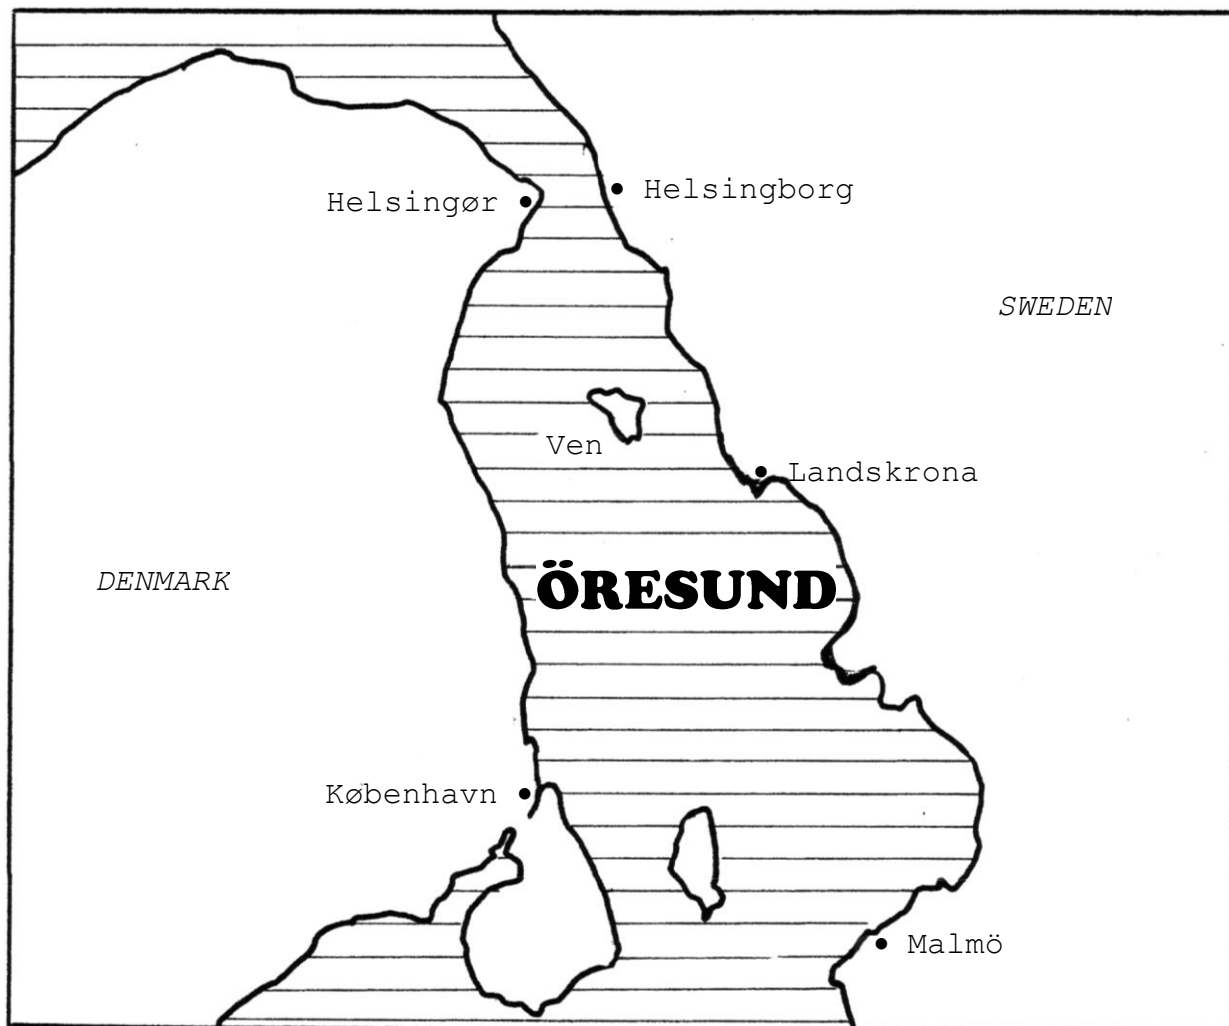 Helsingør
Helsingborg
SWEDEN
Ven
Landskrona
DENMARK
ÖRESUND
København
Malmö